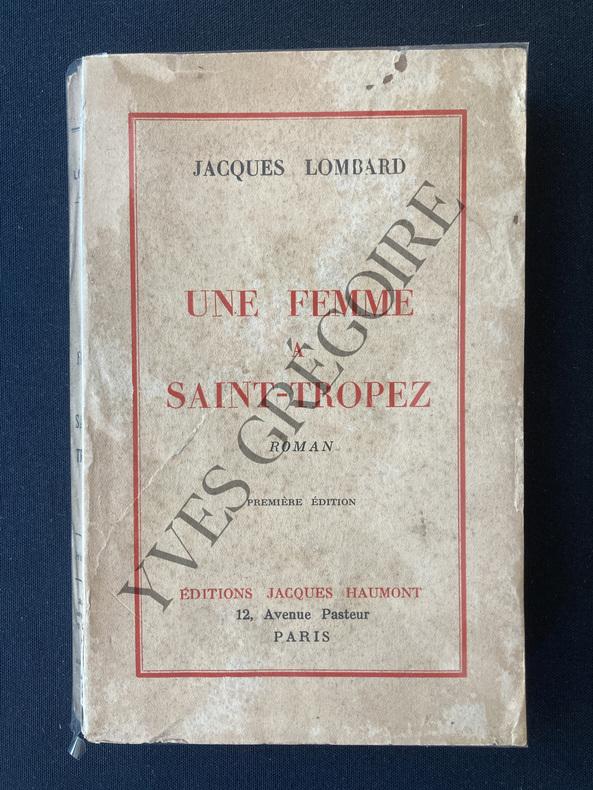 JACQUES LOMBARD
UNE FEMME
A
SAINT-TROPEZ
ROMAN
PREMIÈRE ÉDITION
ÉDITIONS JACQUES HAUMONT
12, Avenue Pasteur
PARIS
YVES GRÉGOIRE